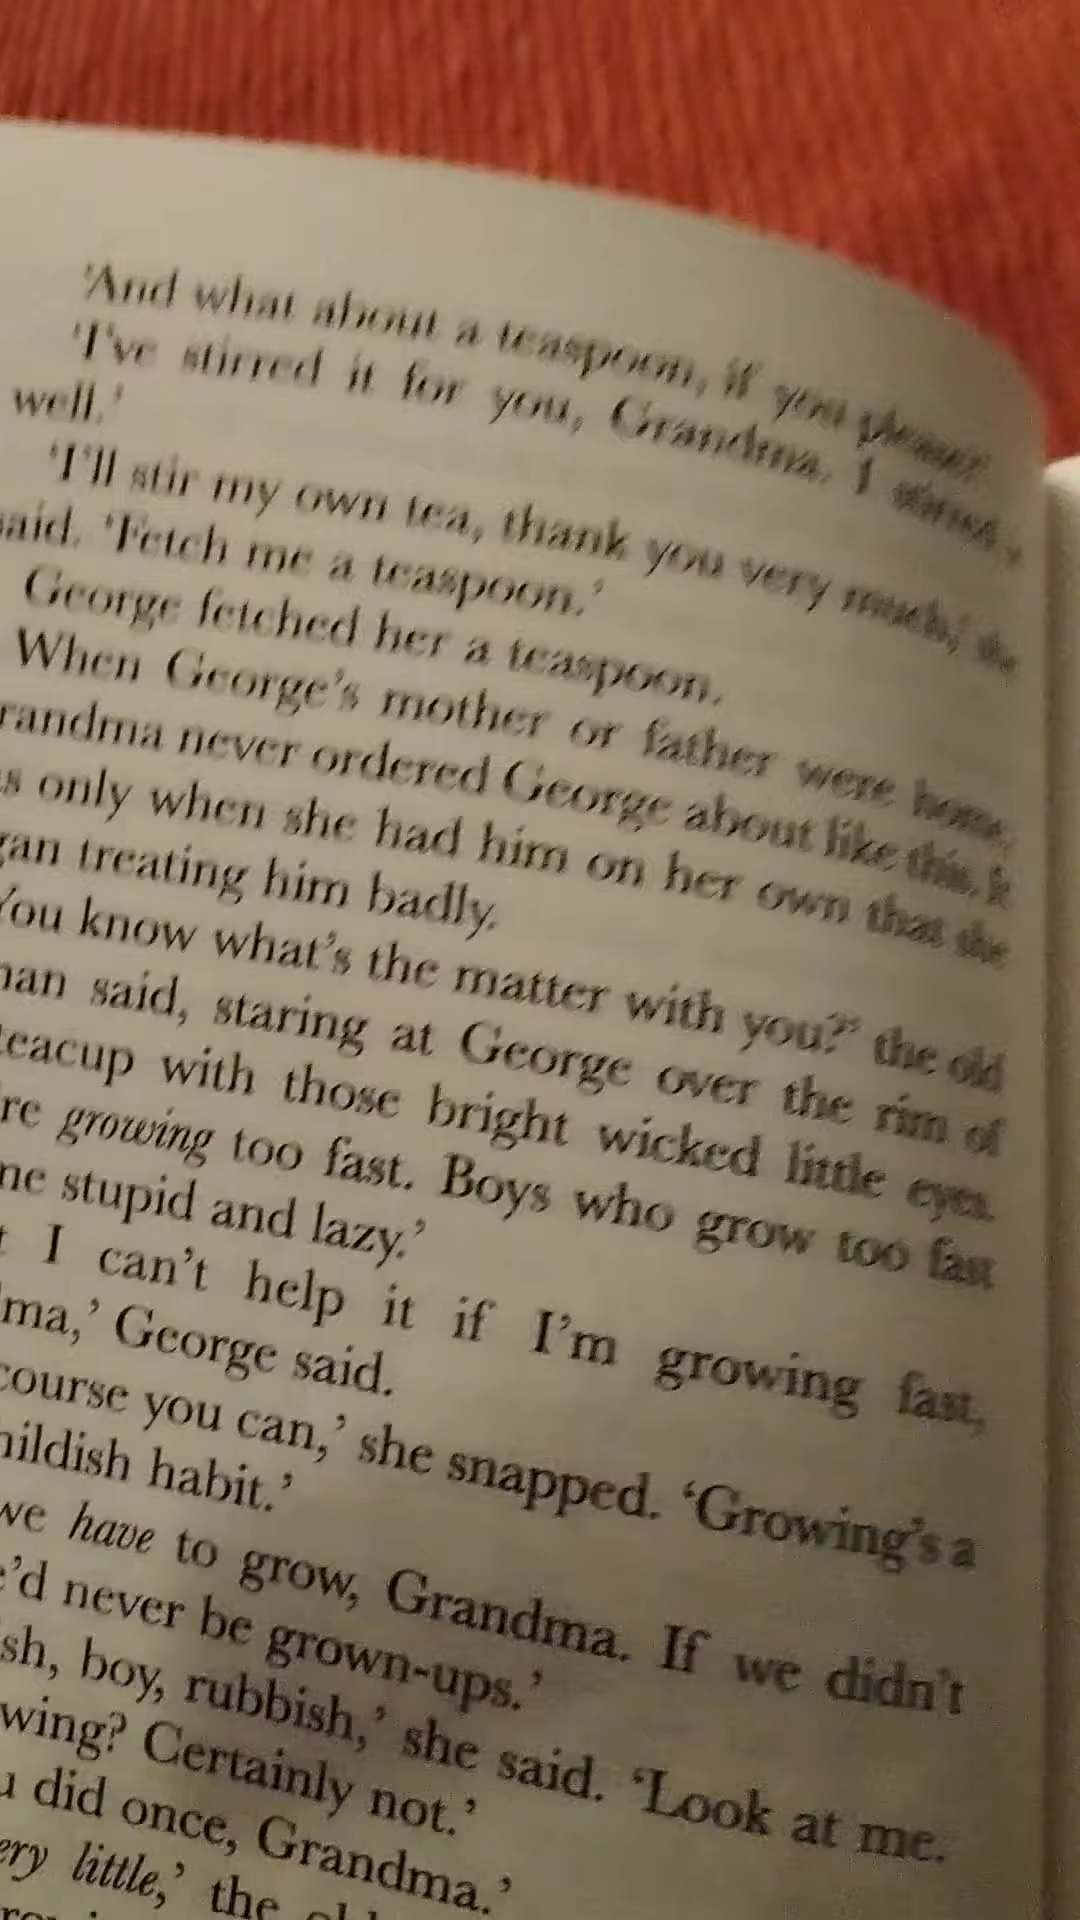 'And what about a teaspoon, if you please?'
'I've stirred it for you, Grandma. I stirred it
well.'
'I'll stir my own tea, thank you very much,' she
said. 'Fetch me a teaspoon.'
George fetched her a teaspoon.
When George's mother or father were home,
randma never ordered George about like this. It
s only when she had him on her own that she
gan treating him badly.
You know what's the matter with you?' the old
man said, staring at George over the rim of
teacup with those bright wicked little eyes.
re growing too fast. Boys who grow too fast
me stupid and lazy.'
t I can't help it if I'm growing fast,
ma,' George said.
course you can,' she snapped. 'Growing's a
hildish habit.'
we have to grow, Grandma. If we didn't
e'd never be grown-ups.'
sh, boy, rubbish,' she said. 'Look at me.
wing? Certainly not.'
u did once, Grandma.'
ery little,' the